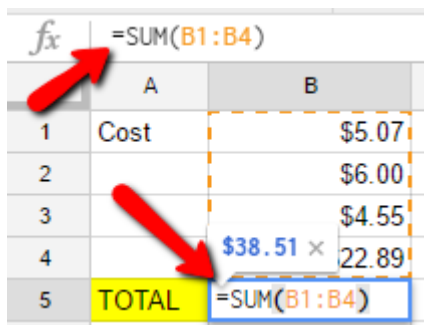 fx =SUM(B1:B4)
A B
1 Cost $5.07
2 $6.00
3 $4.55
$38.51 ×
4 22.89
5 TOTAL =SUM(B1:B4)